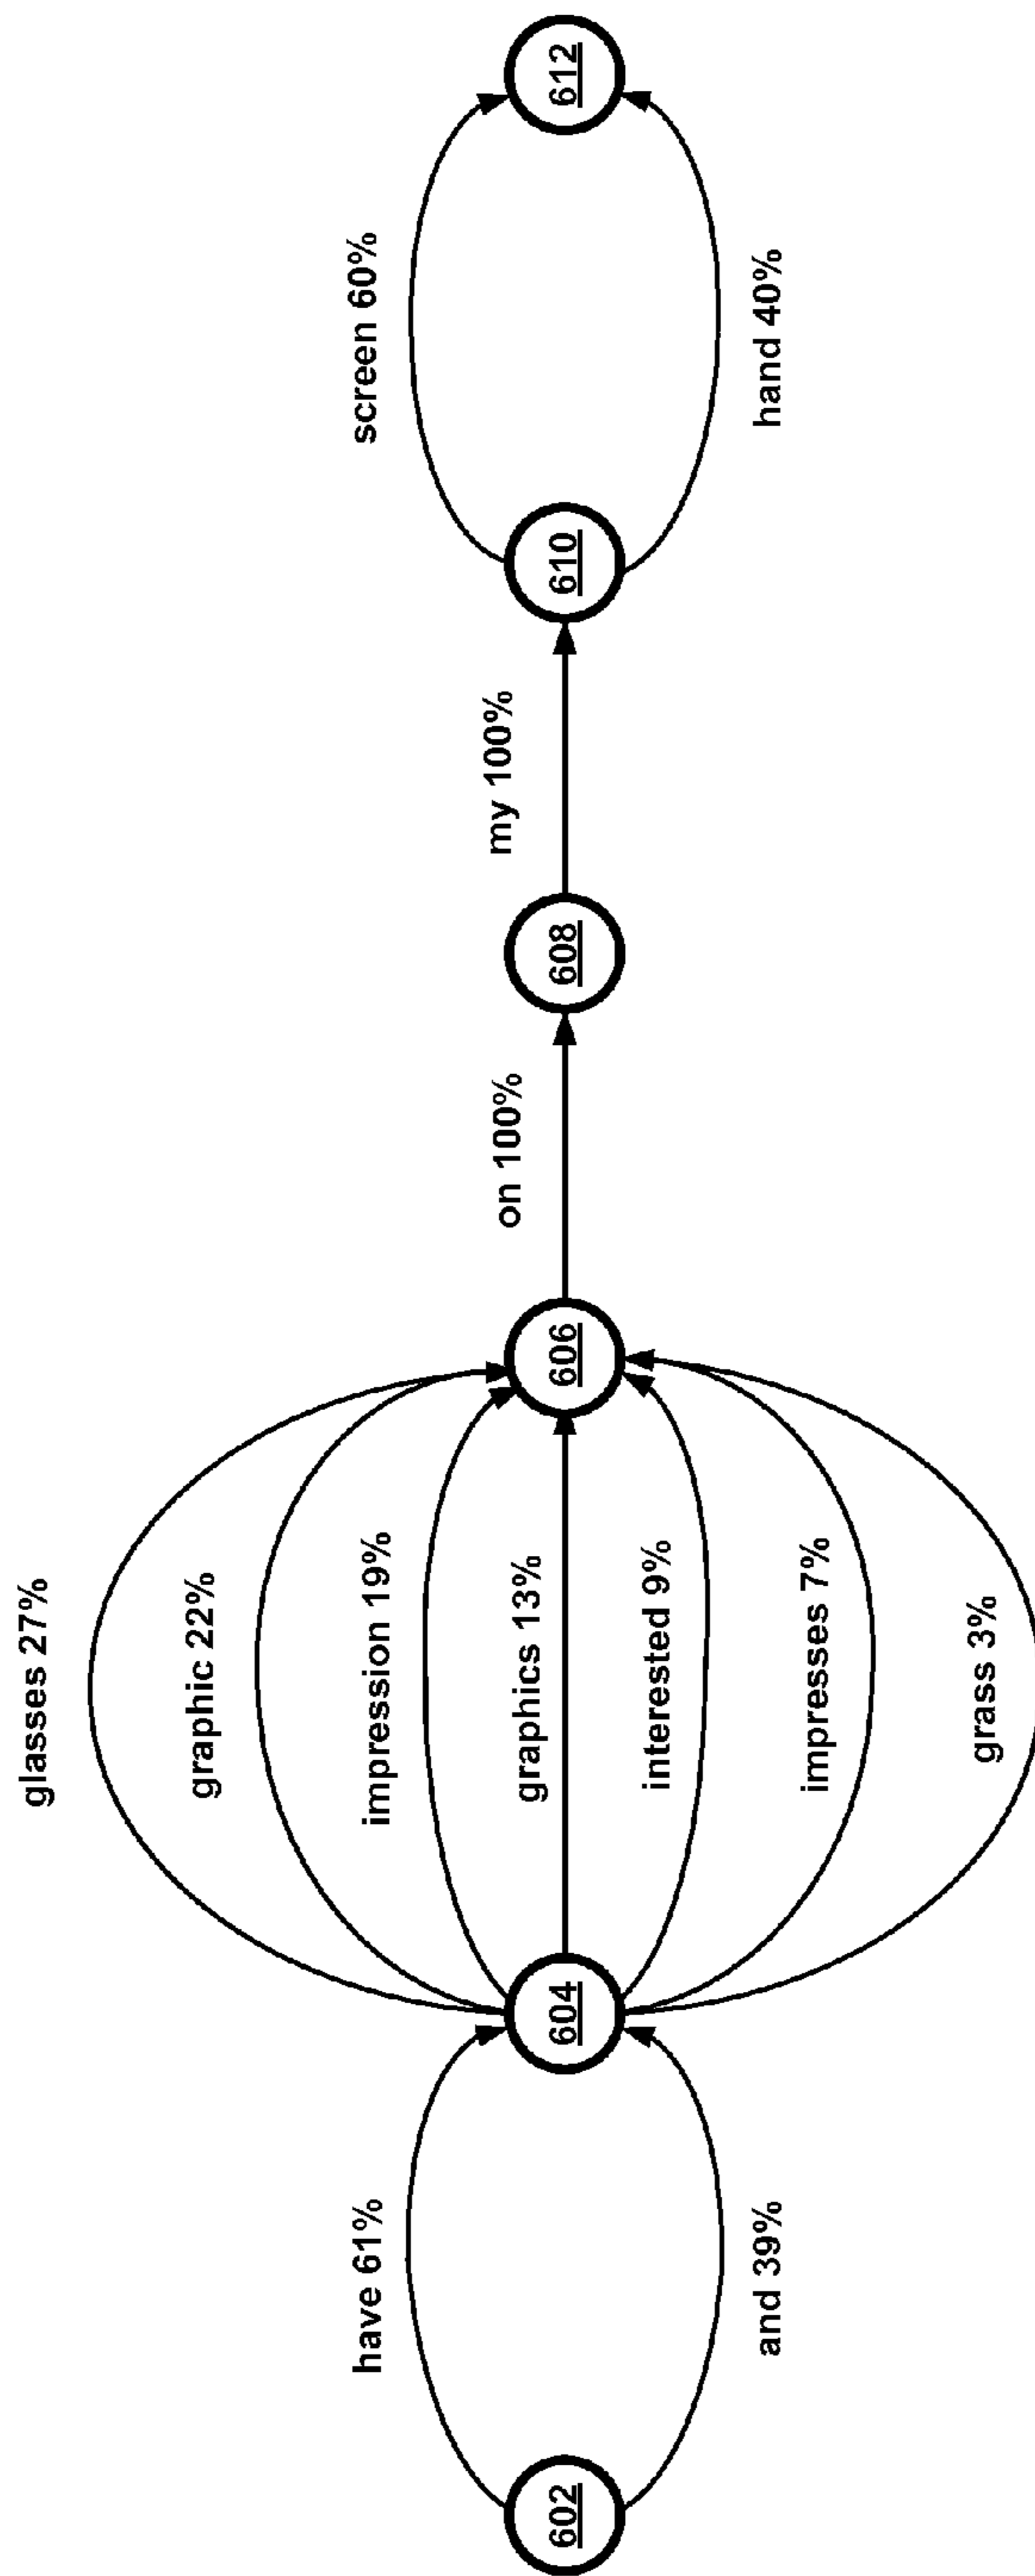 602
have 61%
and 39%
604
glasses 27%
graphic 22%
impression 19%
graphics 13%
interested 9%
impresses 7%
grass 3%
606
on 100%
608
my 100%
610
screen 60%
hand 40%
612